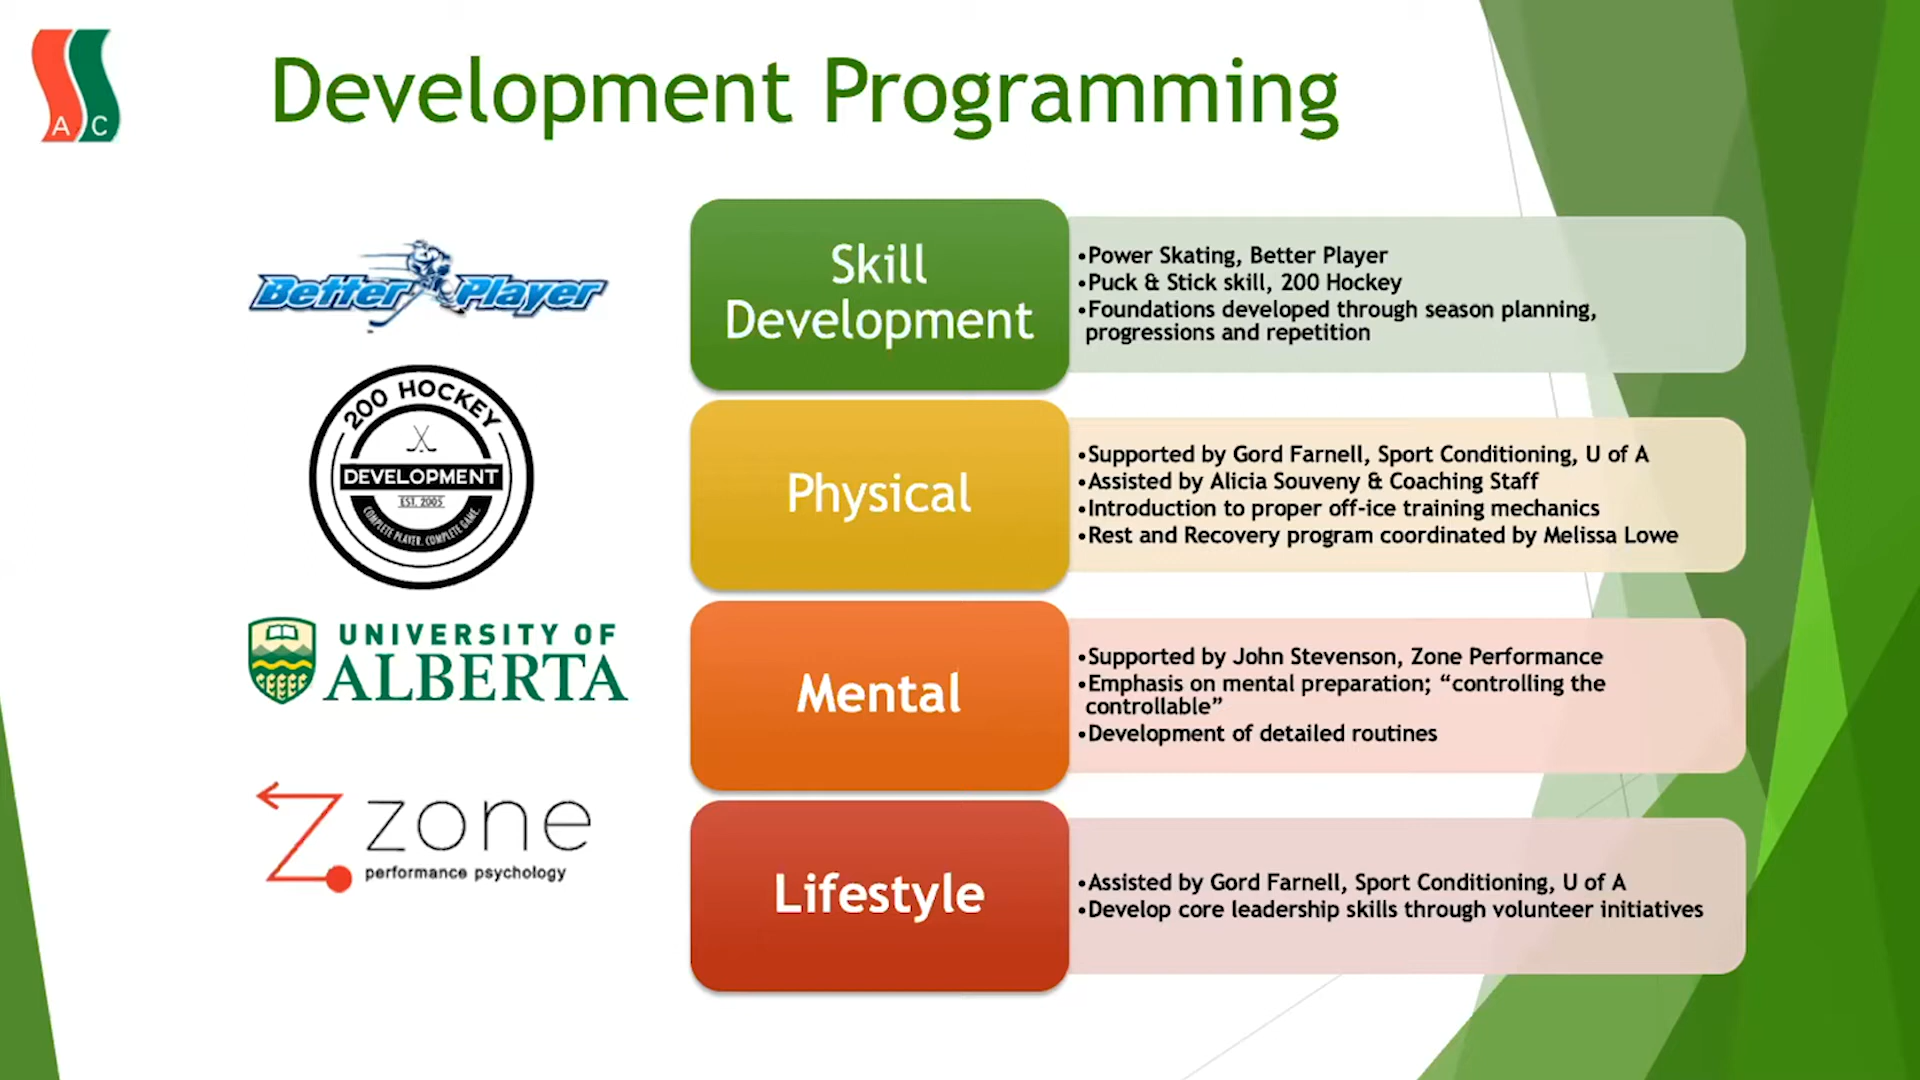 A C
Development Programming
Better Player
200 HOCKEY
DEVELOPMENT
EST. 2005
COMPLETE PLAYER. COMPLETE GAME.
UNIVERSITY OF
ALBERTA
zone
performance psychology
Skill
Development
•Power Skating, Better Player
•Puck & Stick skill, 200 Hockey
•Foundations developed through season planning,
progressions and repetition
Physical
•Supported by Gord Farnell, Sport Conditioning, U of A
•Assisted by Alicia Souveny & Coaching Staff
•Introduction to proper off-ice training mechanics
•Rest and Recovery program coordinated by Melissa Lowe
Mental
•Supported by John Stevenson, Zone Performance
•Emphasis on mental preparation; “controlling the
controllable”
•Development of detailed routines
Lifestyle
•Assisted by Gord Farnell, Sport Conditioning, U of A
•Develop core leadership skills through volunteer initiatives